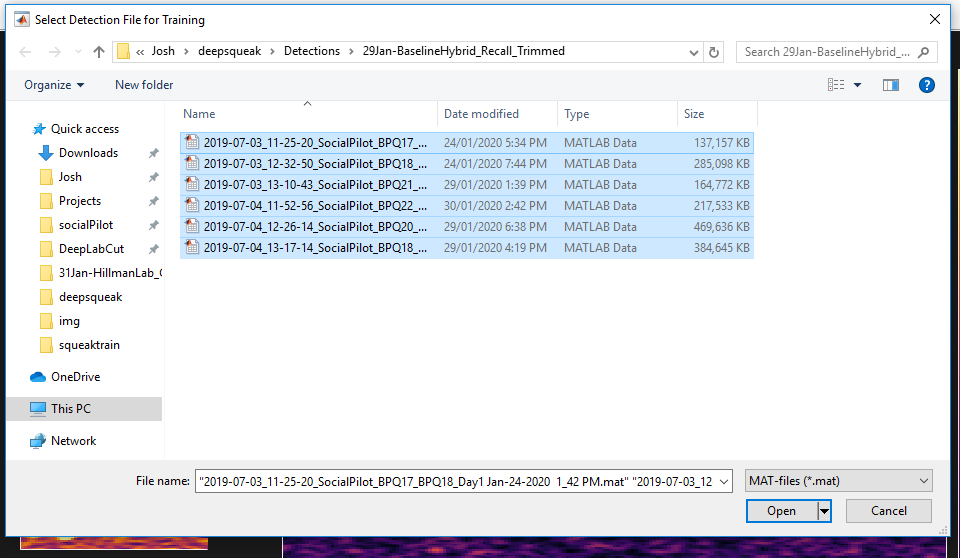 Select Detection File for Training
« Josh > deepsqueak > Detections > 29Jan-BaselineHybrid_Recall_Trimmed
Search 29Jan-BaselineHybrid_...
Organize
New folder
?
Name Date modified Type Size
Quick access
Downloads
Josh
Projects
socialPilot
DeepLabCut
31Jan-HillmanLab_
deepsqueak
img
squeaktrain
OneDrive
This PC
Network
2019-07-03_11-25-20_SocialPilot_BPQ17_... 24/01/2020 5:34 PM MATLAB Data 137,157 KB
2019-07-03_12-32-50_SocialPilot_BPQ18_... 24/01/2020 7:44 PM MATLAB Data 285,098 KB
2019-07-03_13-10-43_SocialPilot_BPQ21_... 29/01/2020 1:39 PM MATLAB Data 164,772 KB
2019-07-04_11-52-56_SocialPilot_BPQ22_... 30/01/2020 2:42 PM MATLAB Data 217,533 KB
2019-07-04_12-26-14_SocialPilot_BPQ20_... 29/01/2020 6:38 PM MATLAB Data 469,636 KB
2019-07-04_13-17-14_SocialPilot_BPQ18_... 29/01/2020 4:19 PM MATLAB Data 384,645 KB
File name: "2019-07-03_11-25-20_SocialPilot_BPQ17_BPQ18_Day1 Jan-24-2020 1_42 PM.mat" "2019-07-03_12
MAT-files (*.mat)
Open
Cancel